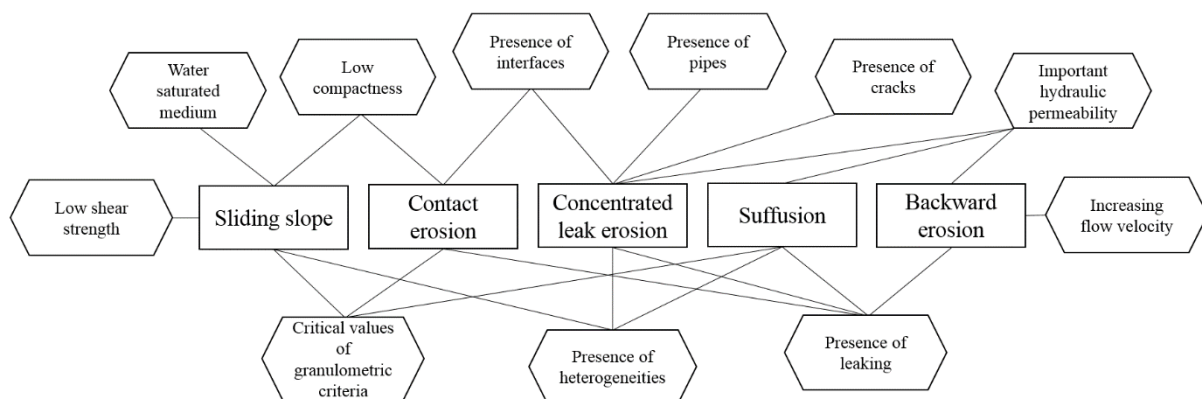 Water
saturated
medium
Low
compactness
Presence of
interfaces
Presence of
pipes
Presence of
cracks
Important
hydraulic
permeability
Low shear
strength
Sliding slope
Contact
erosion
Concentrated
leak erosion
Suffusion
Backward
erosion
Increasing
flow velocity
Critical values
of
granulometric
criteria
Presence of
heterogeneities
Presence of
leaking